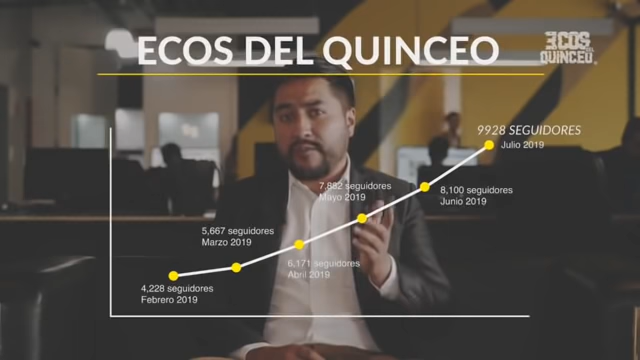 ECOS DEL QUINCEO
ECOS
DEL
QUINCEO
9928 SEGUIDORES
Julio 2019
7,882 seguidores
Mayo 2019
8,100 seguidores
Junio 2019
5,667 seguidores
Marzo 2019
6,171 seguidores
Abril 2019
4,228 seguidores
Febrero 2019